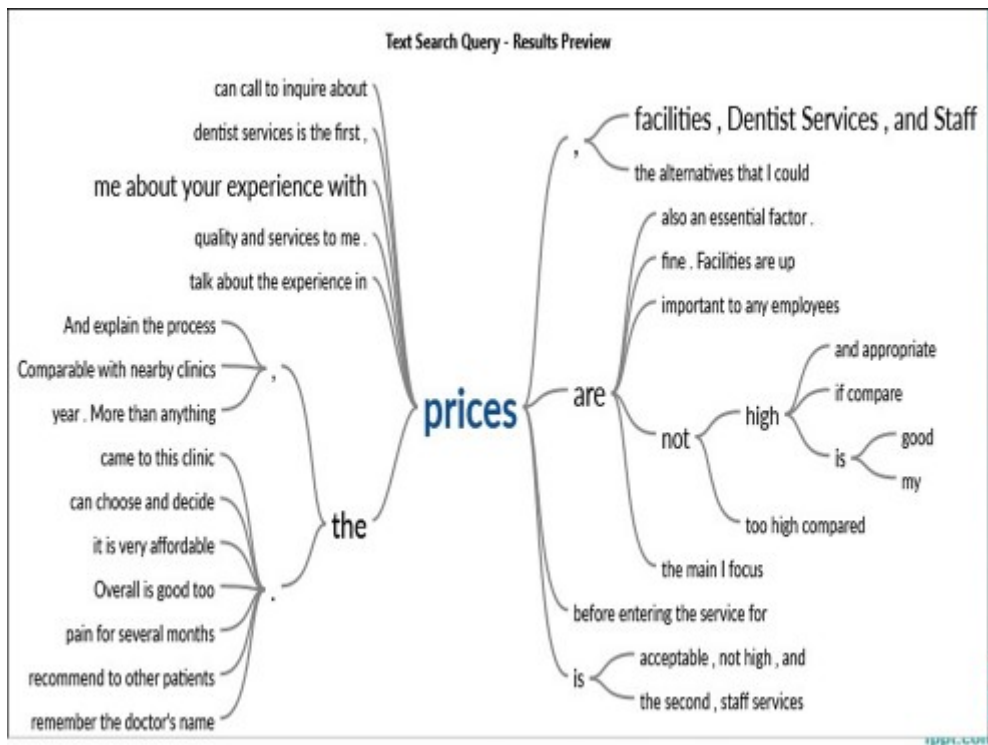 Text Search Query - Results Preview
can call to inquire about
dentist services is the first ,
me about your experience with
quality and services to me .
talk about the experience in
And explain the process
Comparable with nearby clinics
year . More than anything
,
came to this clinic
can choose and decide
it is very affordable
Overall is good too
pain for several months
recommend to other patients
remember the doctor's name
.
the
prices
,
facilities , Dentist Services , and Staff
the alternatives that I could
are
also an essential factor .
fine . Facilities are up
important to any employees
not
high
and appropriate
if compare
is
good
my
too high compared
the main I focus
before entering the service for
is
acceptable , not high , and
the second , staff services